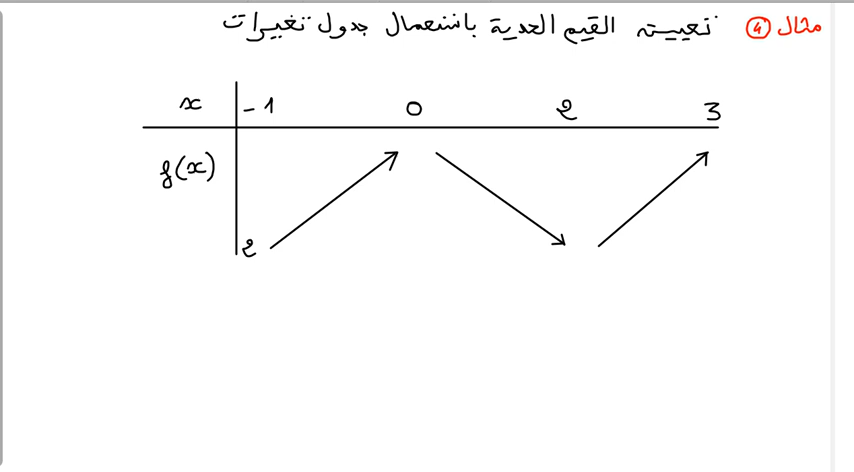 مثال ④ تعيين القيم الحدية باستعمال جدول تغيرات
x -1 0 2 3
f(x)
2